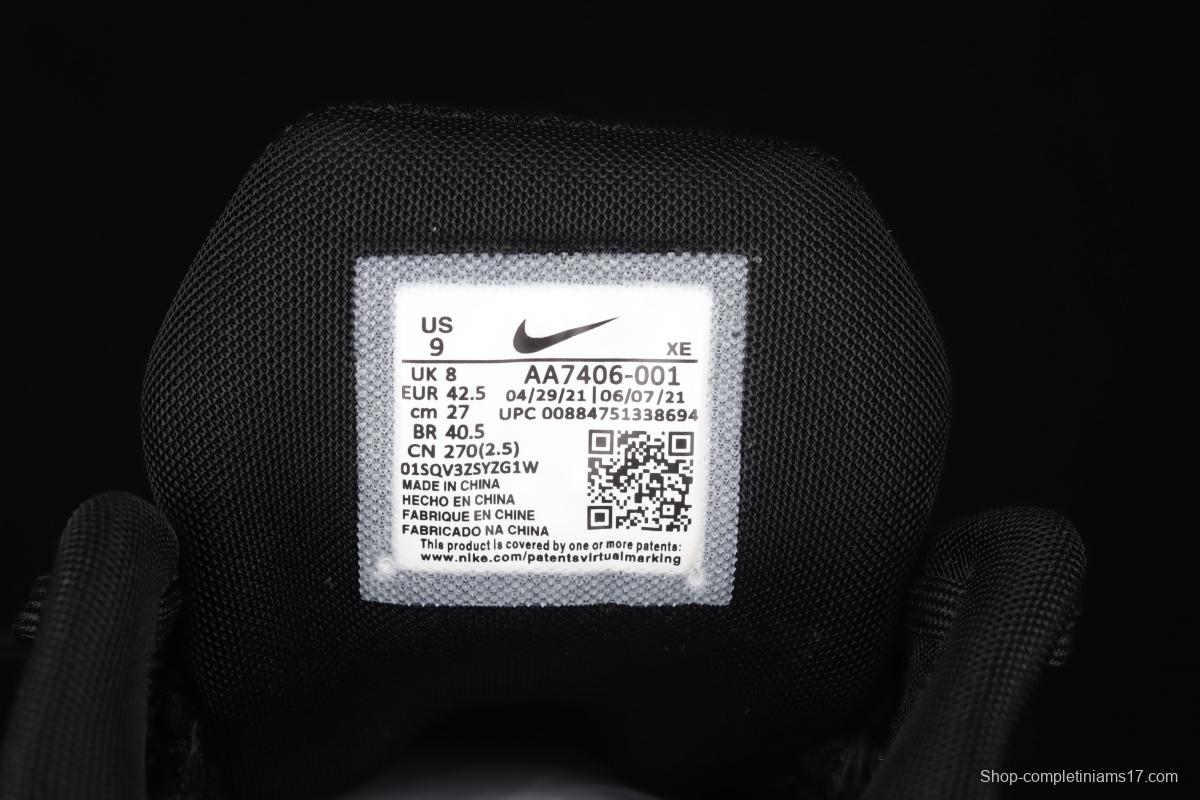 US
9
XE
UK 8
AA7406-001
EUR 42.5
04/29/21|06/07/21
cm 27
UPC 00884751338694
BR 40.5
CN 270(2.5)
01SQV3ZSYZG1W
MADE IN CHINA
HECHO EN CHINA
FABRIQUE EN CHINE
FABRICADO NA CHINA
This product is covered by one or more patents:
www.nike.com/patentsvirtualmarking
Shop-completiniams17.com